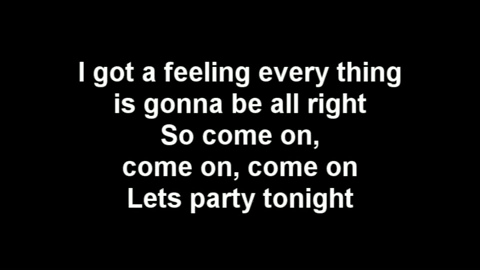 I got a feeling every thing
is gonna be all right
So come on,
come on, come on
Lets party tonight